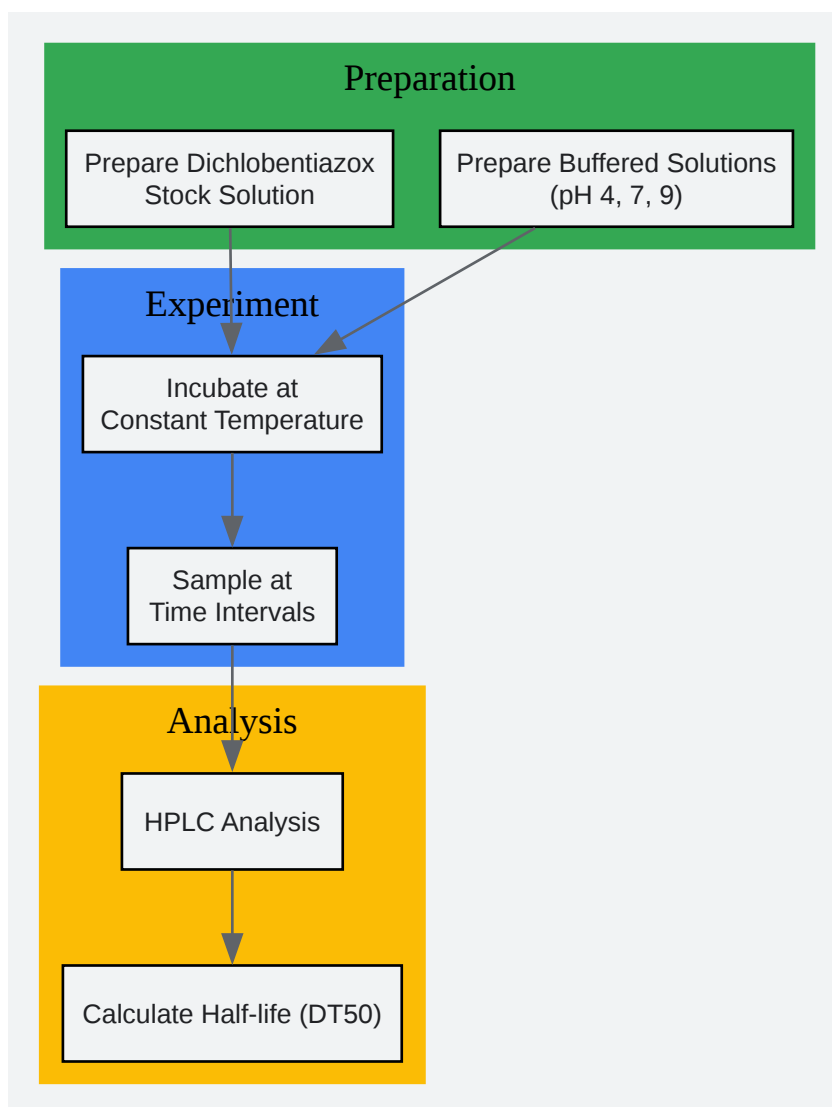 Preparation
Prepare Dichlobentiazox
Stock Solution
Prepare Buffered Solutions
(pH 4, 7, 9)
Experiment
Incubate at
Constant Temperature
Sample at
Time Intervals
Analysis
HPLC Analysis
Calculate Half-life (DT50)